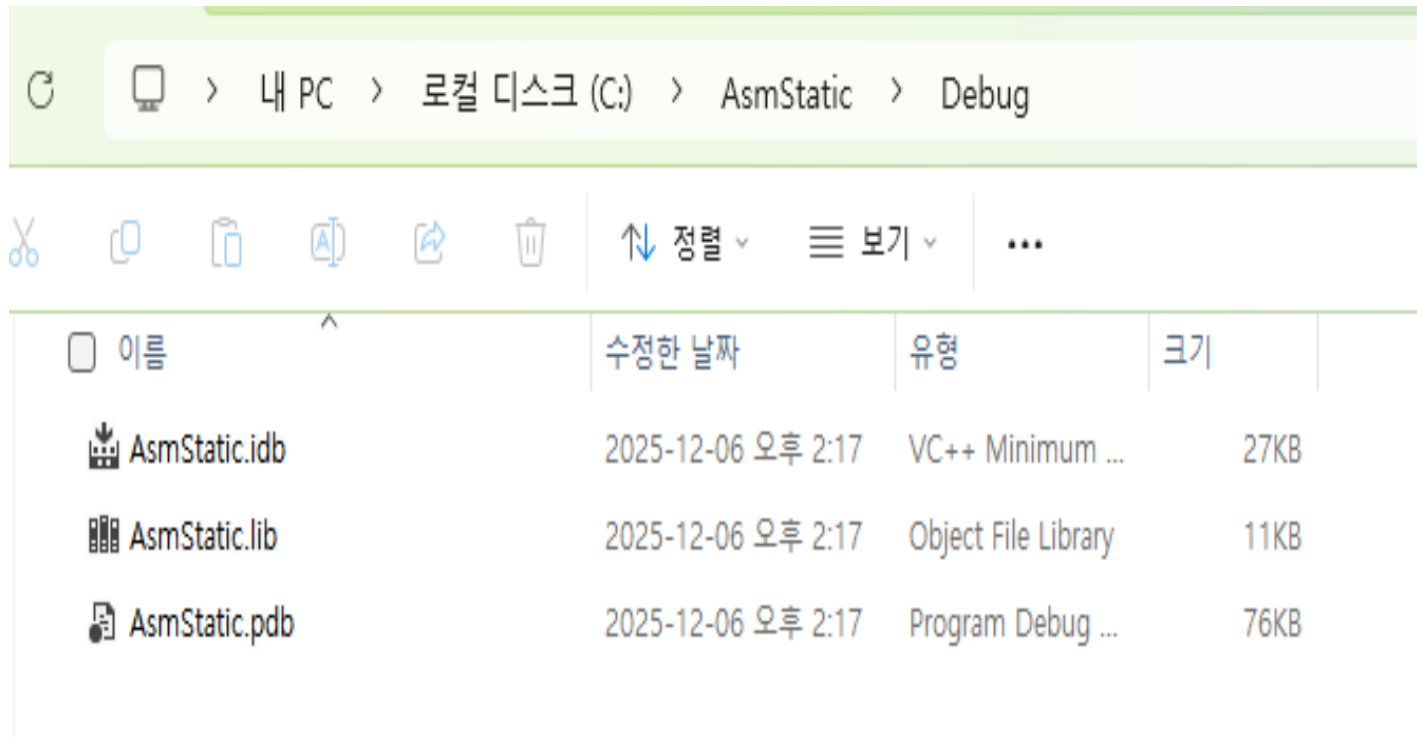 내 PC > 로컬 디스크 (C:) > AsmStatic > Debug
정렬 보기 ...
이름 수정한 날짜 유형 크기
AsmStatic.idb 2025-12-06 오후 2:17 VC++ Minimum ... 27KB
AsmStatic.lib 2025-12-06 오후 2:17 Object File Library 11KB
AsmStatic.pdb 2025-12-06 오후 2:17 Program Debug ... 76KB